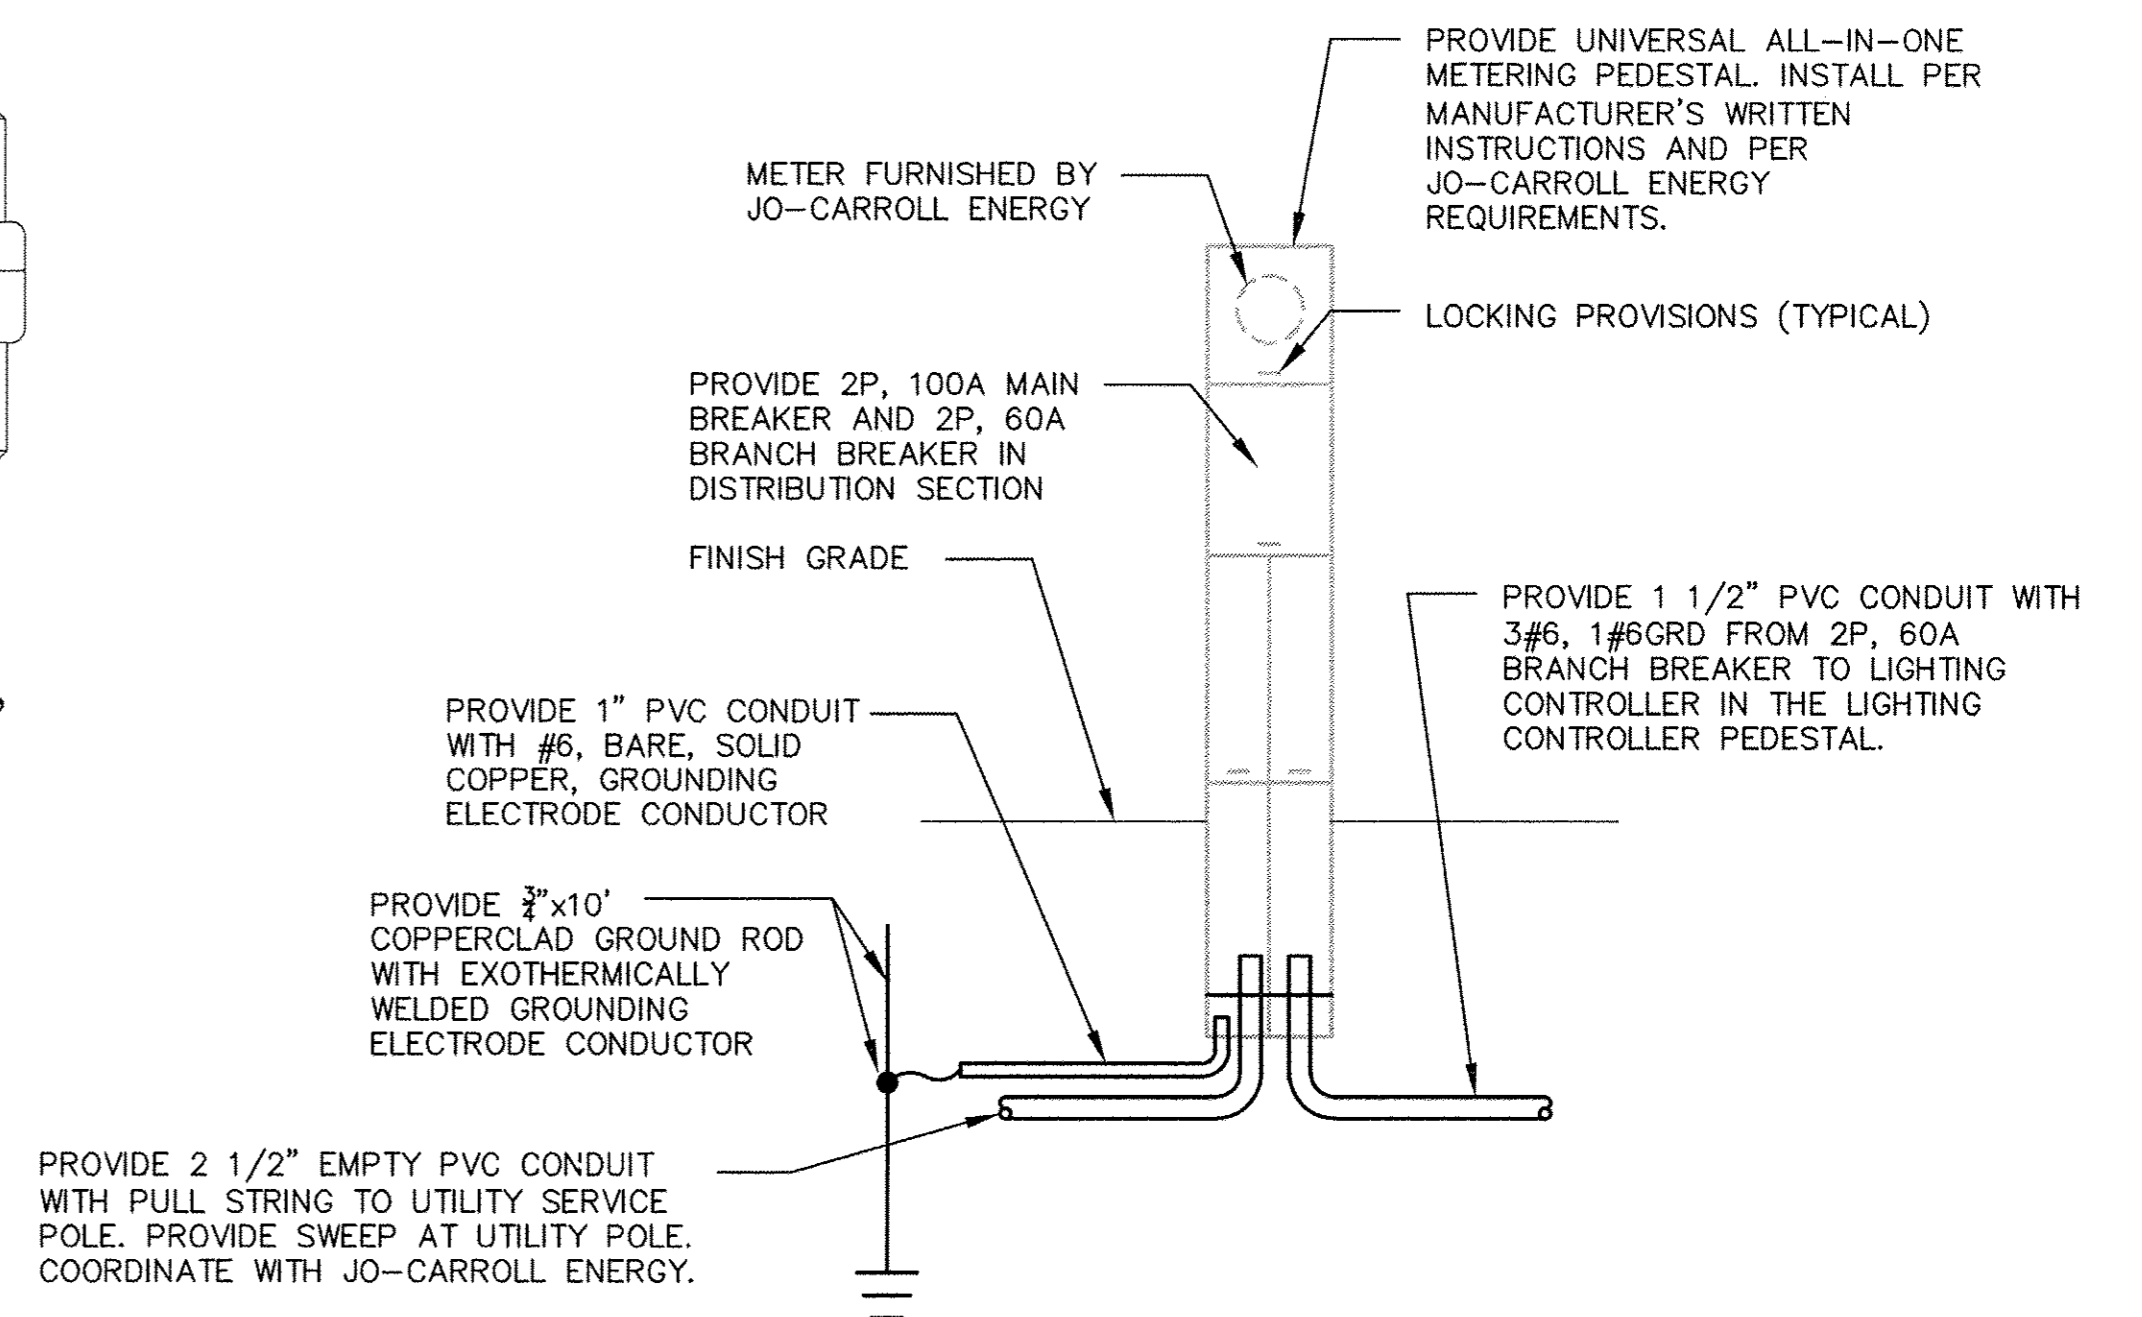 PROVIDE UNIVERSAL ALL-IN-ONE
METERING PEDESTAL. INSTALL PER
MANUFACTURER'S WRITTEN
INSTRUCTIONS AND PER
JO-CARROLL ENERGY
REQUIREMENTS.
METER FURNISHED BY
JO-CARROLL ENERGY
LOCKING PROVISIONS (TYPICAL)
PROVIDE 2P, 100A MAIN
BREAKER AND 2P, 60A
BRANCH BREAKER IN
DISTRIBUTION SECTION
FINISH GRADE
PROVIDE 1 1/2" PVC CONDUIT WITH
3#6, 1#6GRD FROM 2P, 60A
BRANCH BREAKER TO LIGHTING
CONTROLLER IN THE LIGHTING
CONTROLLER PEDESTAL.
PROVIDE 1" PVC CONDUIT
WITH #6, BARE, SOLID
COPPER, GROUNDING
ELECTRODE CONDUCTOR
PROVIDE ¾"x10'
COPPERCLAD GROUND ROD
WITH EXOTHERMICALLY
WELDED GROUNDING
ELECTRODE CONDUCTOR
PROVIDE 2 1/2" EMPTY PVC CONDUIT
WITH PULL STRING TO UTILITY SERVICE
POLE. PROVIDE SWEEP AT UTILITY POLE.
COORDINATE WITH JO-CARROLL ENERGY.